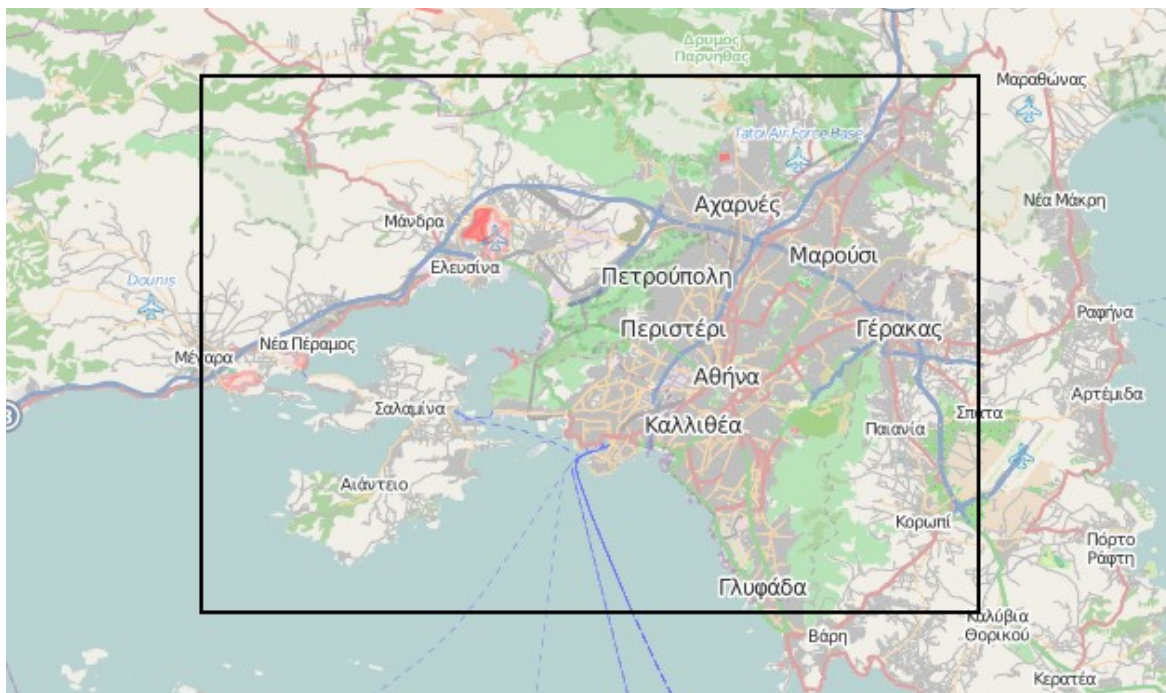 Δρυμος
Πάρνηθας
Μαραθώνας
Tatoi Air Force Base
Αχαρνές
Νέα Μάκρη
Μάνδρα
Μαρούσι
Ελευσίνα
Πετρούπολη
Dounis
Ραφήνα
Περιστέρι
Γέρακας
Νέα Πέραμος
Μέγαρα
Αθήνα
Αρτέμιδα
Σαλαμίνα
Σπάτα
Καλλιθέα
Παιανία
Αιάντειο
Κορωπί
Πόρτο
Ράφτη
Γλυφάδα
Καλύβια
Θορικού
Βάρη
Κερατέα